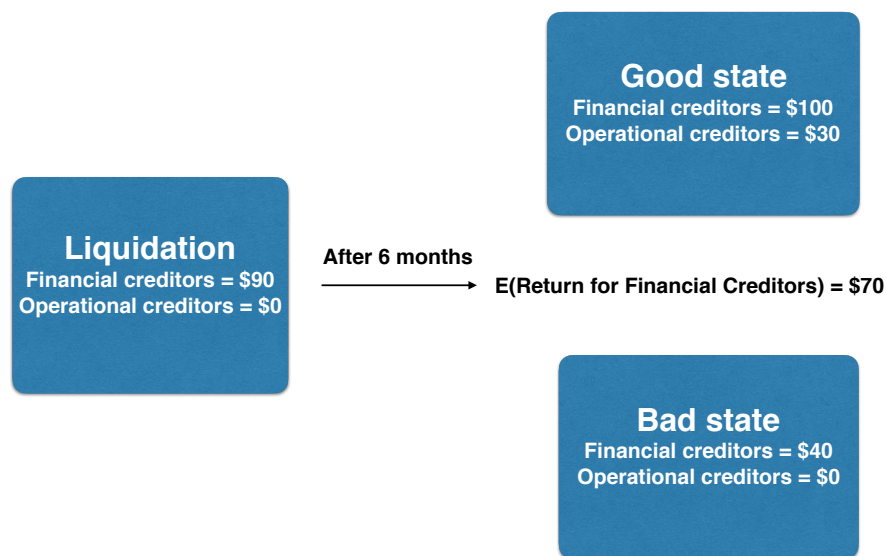 Good state
Financial creditors = $100
Operational creditors = $30
Liquidation
Financial creditors = $90
Operational creditors = $0
After 6 months
E(Return for Financial Creditors) = $70
Bad state
Financial creditors = $40
Operational creditors = $0